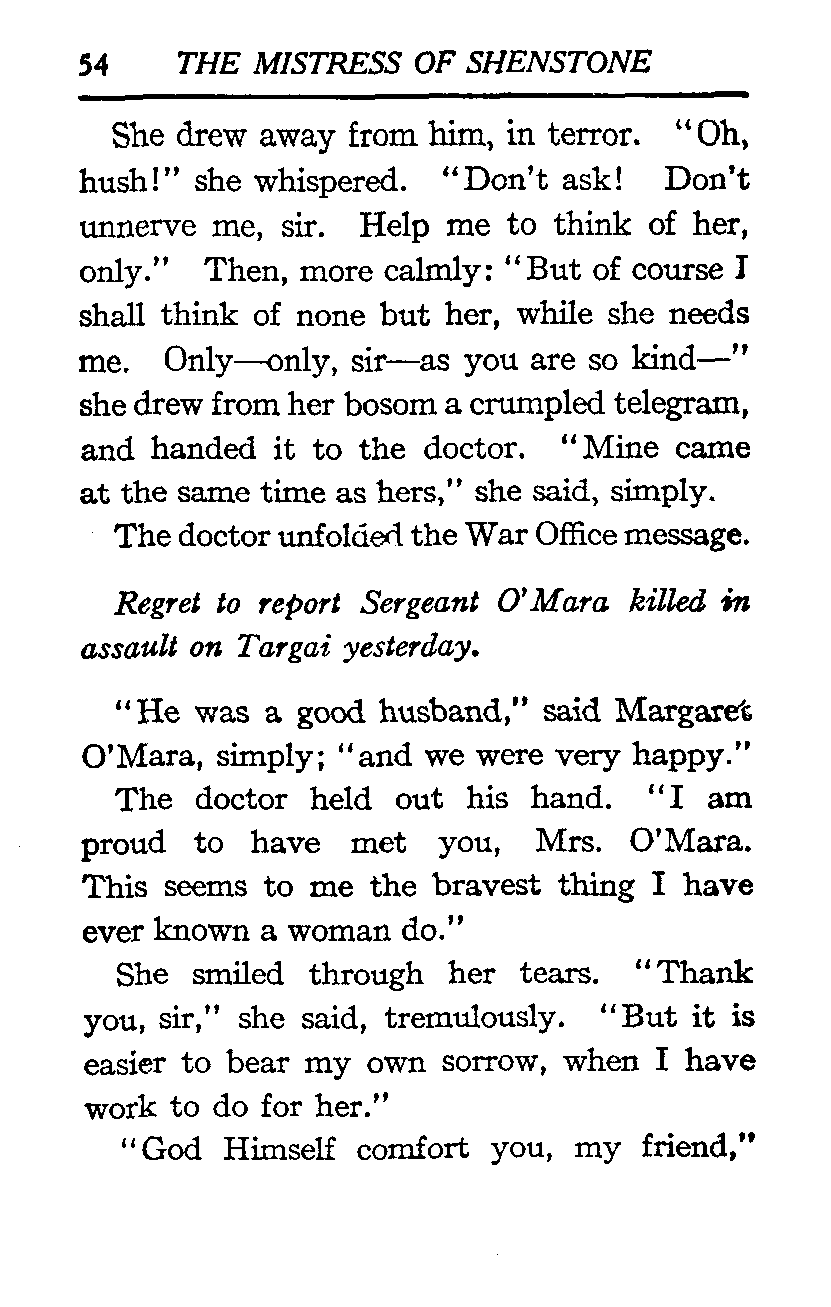 54 THE MISTRESS OF SHENSTONE
She drew away from him, in terror. “Oh,
hush!” she whispered. “Don’t ask! Don’t
unnerve me, sir. Help me to think of her,
only.” Then, more calmly: “But of course I
shall think of none but her, while she needs
me. Only—only, sir—as you are so kind—”
she drew from her bosom a crumpled telegram,
and handed it to the doctor. “Mine came
at the same time as hers,” she said, simply.
The doctor unfolded the War Office message.
Regret to report Sergeant O’Mara killed in
assault on Targai yesterday.
“He was a good husband,” said Margaret
O’Mara, simply; “and we were very happy.”
The doctor held out his hand. “I am
proud to have met you, Mrs. O’Mara.
This seems to me the bravest thing I have
ever known a woman do.”
She smiled through her tears. “Thank
you, sir,” she said, tremulously. “But it is
easier to bear my own sorrow, when I have
work to do for her.”
“God Himself comfort you, my friend,”